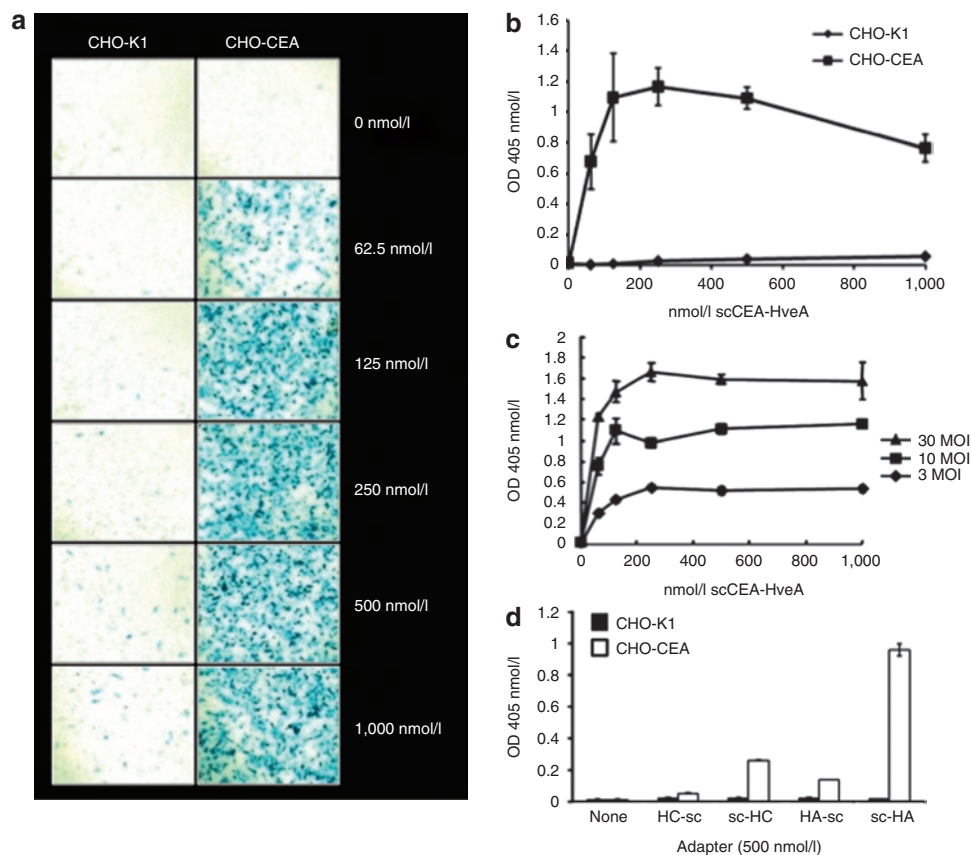 a
CHO-K1 CHO-CEA
0 nmol/l
62.5 nmol/l
125 nmol/l
250 nmol/l
500 nmol/l
1,000 nmol/l
b
1.6
1.4
1.2
1
0.8
0.6
0.4
0.2
0
OD 405 nmol/l
CHO-K1
CHO-CEA
0 200 400 600 800 1,000
nmol/l scCEA-HveA
c
2
1.8
1.6
1.4
1.2
1
0.8
0.6
0.4
0.2
0
OD 405 nmol/l
30 MOI
10 MOI
3 MOI
0 200 400 600 800 1,000
nmol/l scCEA-HveA
d
1.2
1
0.8
0.6
0.4
0.2
0
OD 405 nmol/l
CHO-K1
CHO-CEA
None HC-sc sc-HC HA-sc sc-HA
Adapter (500 nmol/l)